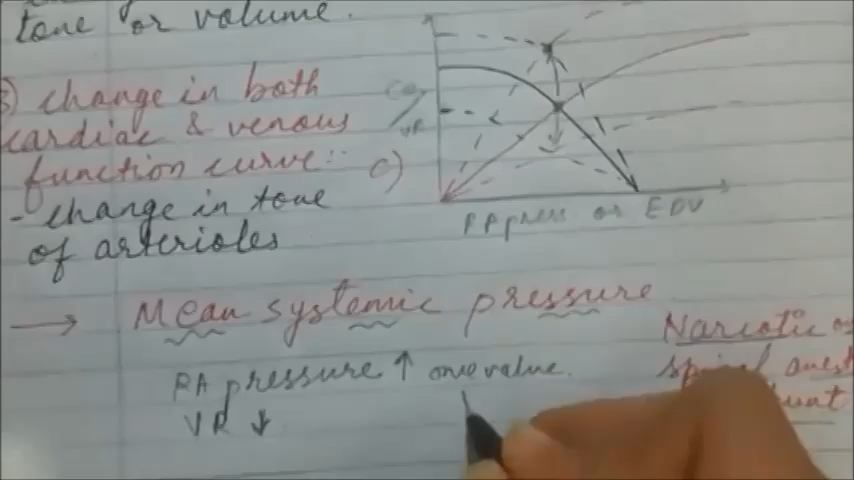 tone or volume.
3) change in both
cardiac & venous
function curve:-
- change in tone
of arterioles
c)
CO/
VR
RA press or EDV
→ Mean systemic pressure
RA pressure ↑ one value.
VR ↓
Narcotic
spinal